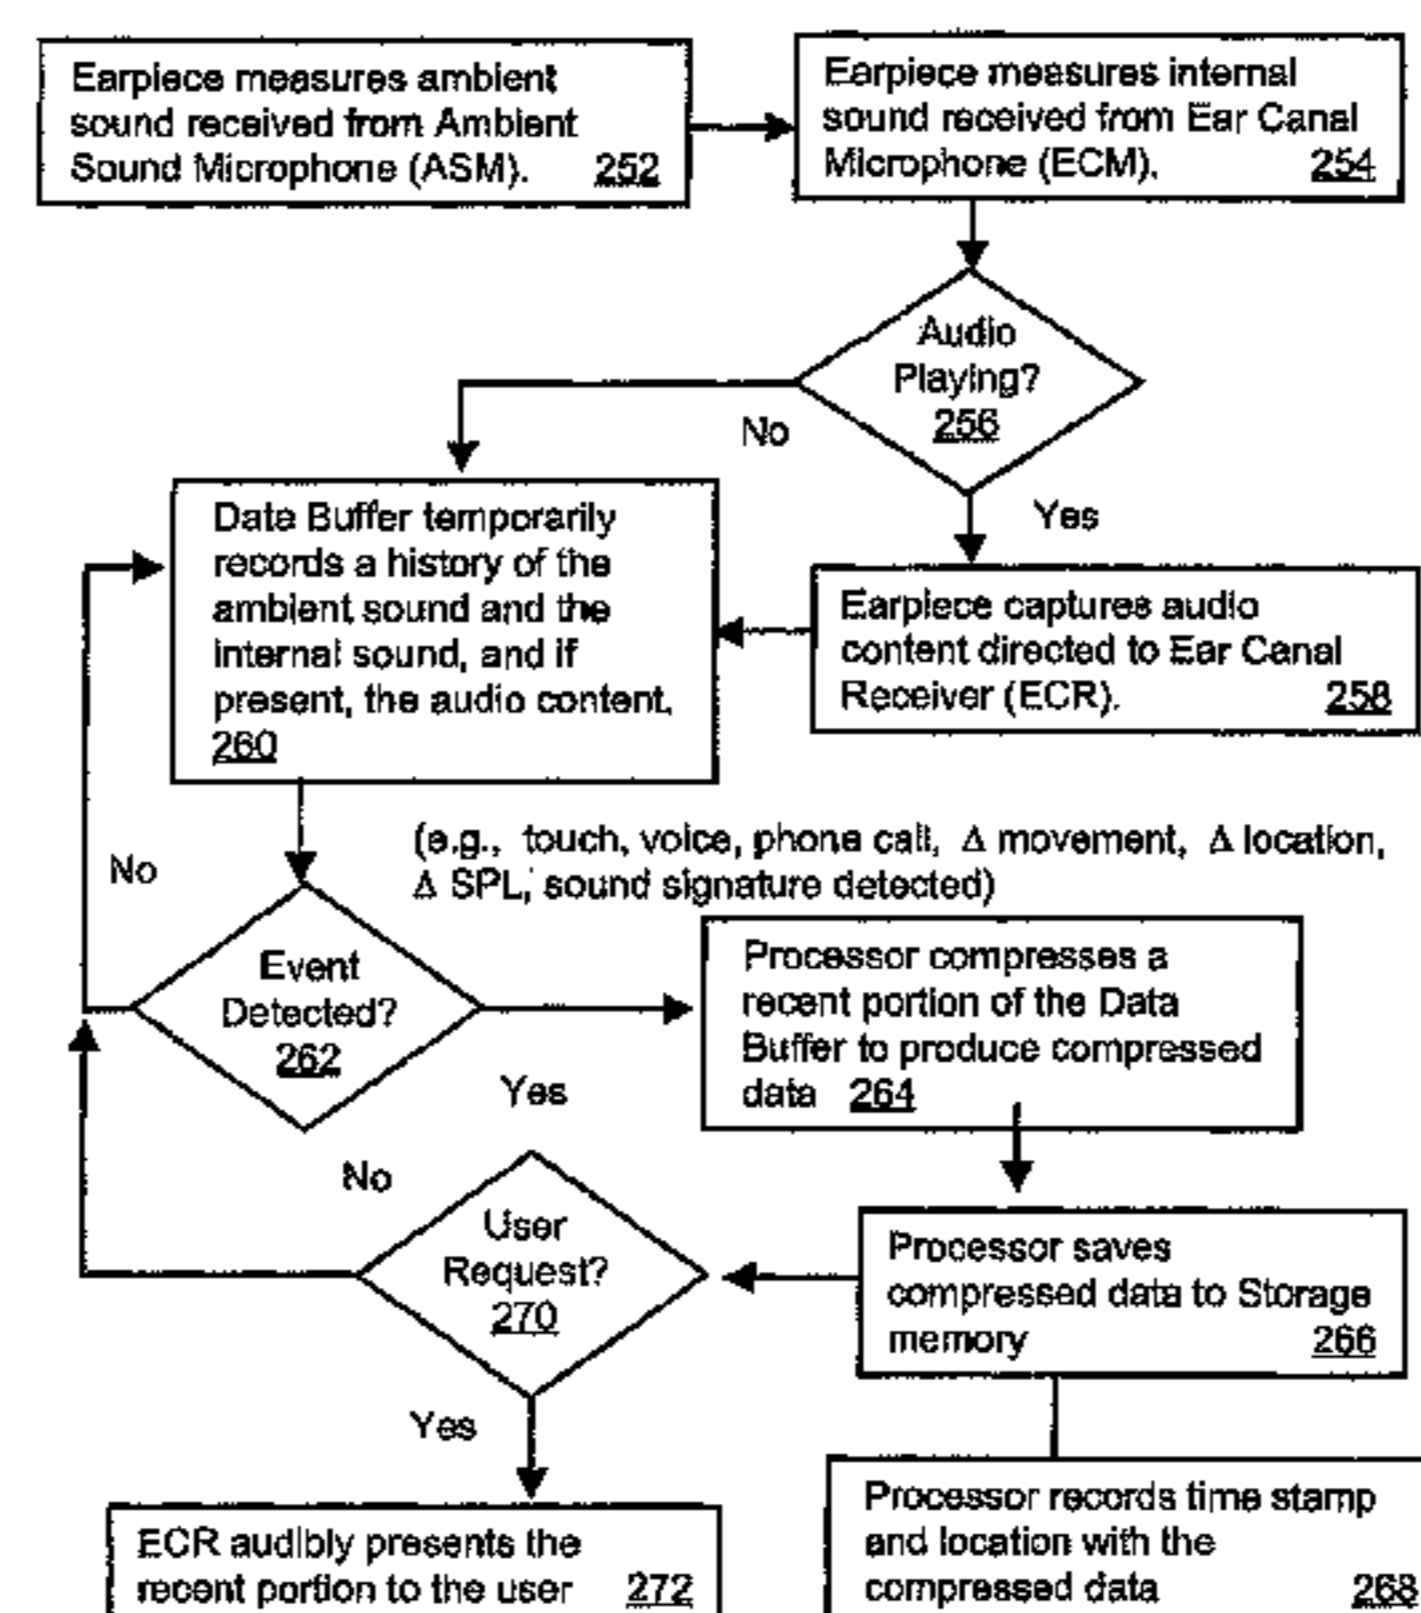 Earpiece measures ambient
sound received from Ambient
Sound Microphone (ASM). 252
Earpiece measures internal
sound received from Ear Canal
Microphone (ECM). 254
Audio
Playing?
256
No
Yes
Data Buffer temporarily
records a history of the
ambient sound and the
internal sound, and if
present, the audio content.
260
Earpiece captures audio
content directed to Ear Canal
Receiver (ECR). 258
(e.g., touch, voice, phone call, Δ movement, Δ location,
Δ SPL, sound signature detected)
No
Event
Detected?
262
Yes
Processor compresses a
recent portion of the Data
Buffer to produce compressed
data 264
No
User
Request?
270
Processor saves
compressed data to Storage
memory 266
Yes
ECR audibly presents the
recent portion to the user 272
Processor records time stamp
and location with the
compressed data 268